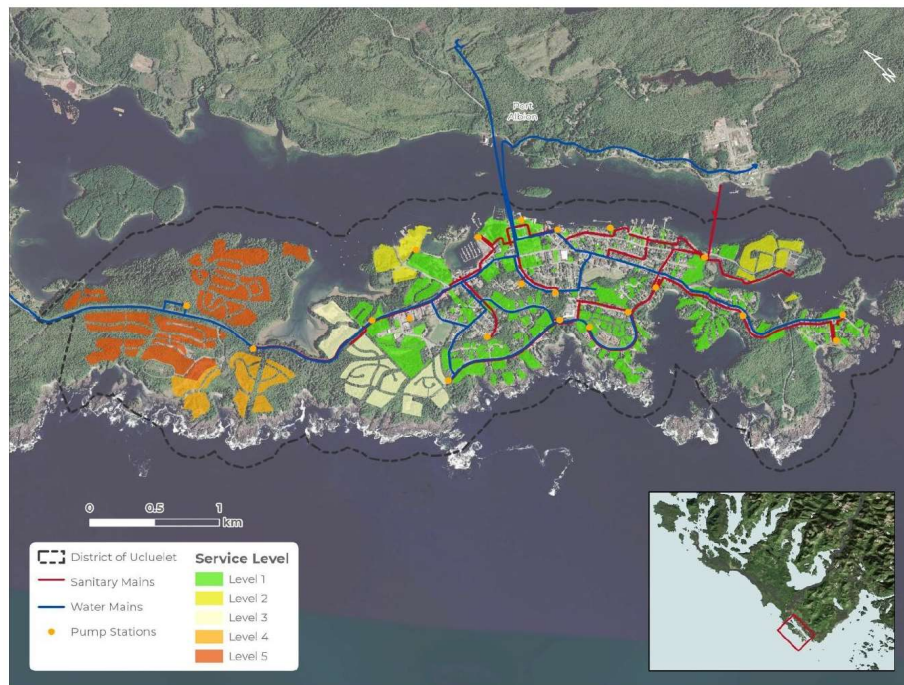 N
Port
Albion
0 0.5 1
km
District of Ucluelet
Sanitary Mains
Water Mains
Pump Stations
Service Level
Level 1
Level 2
Level 3
Level 4
Level 5